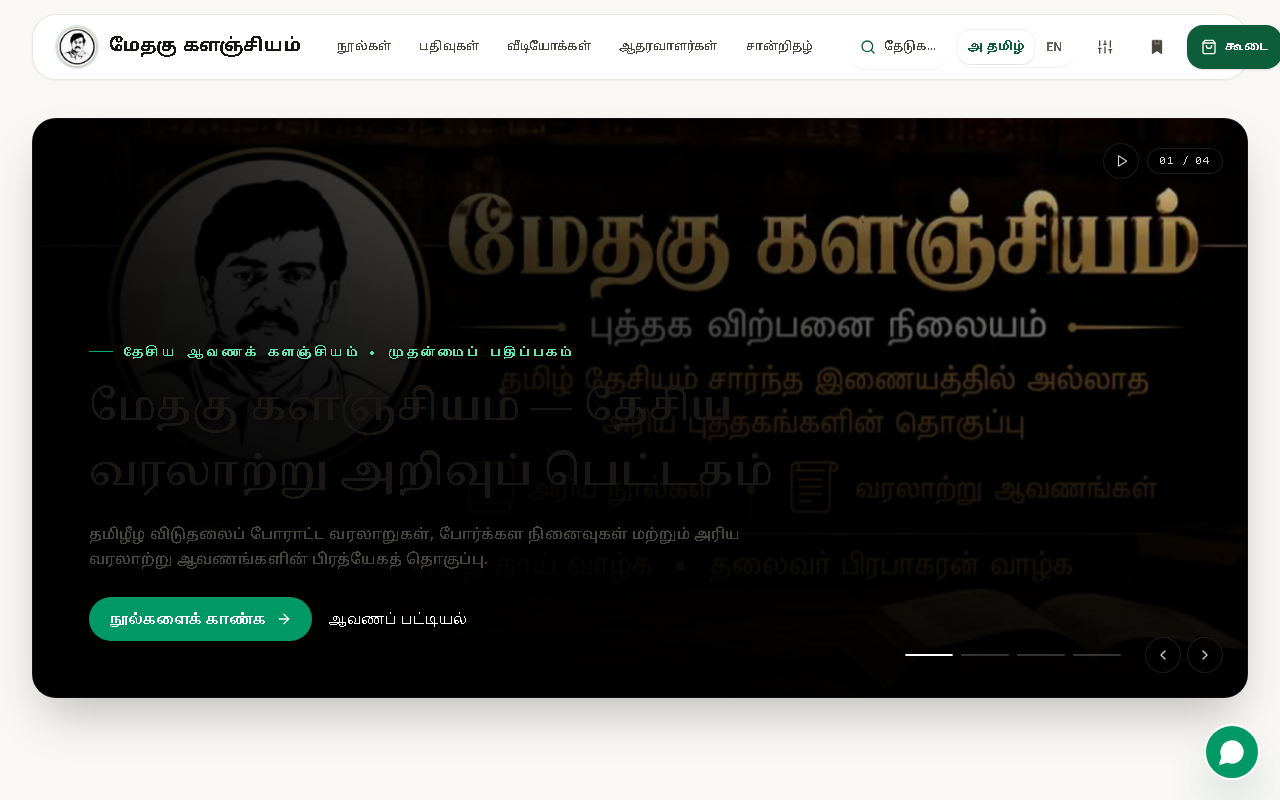 மேதகு களஞ்சியம்
நூல்கள்
பதிவுகள்
வீடியோக்கள்
ஆதரவாளர்கள்
சான்றிதழ்
தேடுக...
அ தமிழ்
EN
கூடை
01 / 04
மேதகு களஞ்சியம்
புத்தக விற்பனை நிலையம்
தேசிய ஆவணக் களஞ்சியம் • முதன்மைப் பதிப்பகம்
தமிழ் தேசியம் சார்ந்த இணையத்தில் அல்லாத
அரிய புத்தகங்களின் தொகுப்பு
மேதகு களஞ்சியம் — தேசிய
வரலாற்று அறிவுப் பெட்டகம்
அரிய நூல்கள் • வரலாற்று ஆவணங்கள்
தமிழீழ விடுதலைப் போராட்ட வரலாறுகள், போர்க்கள நினைவுகள் மற்றும் அரிய
வரலாற்று ஆவணங்களின் பிரத்யேகத் தொகுப்பு.
தாய் வாழ்க • தலைவர் பிரபாகரன் வாழ்க
நூல்களைக் காண்க
ஆவணப் பட்டியல்